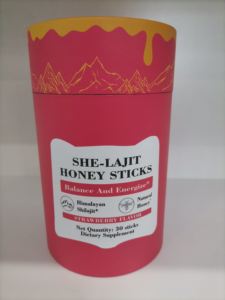 SHE-LAJIT
HONEY STICKS
Balance And Energize*
Himalayan
Shilajit*
Natural
Honey
STRAWBERRY FLAVOR
Net Quantity: 30 sticks
Dietary Supplement